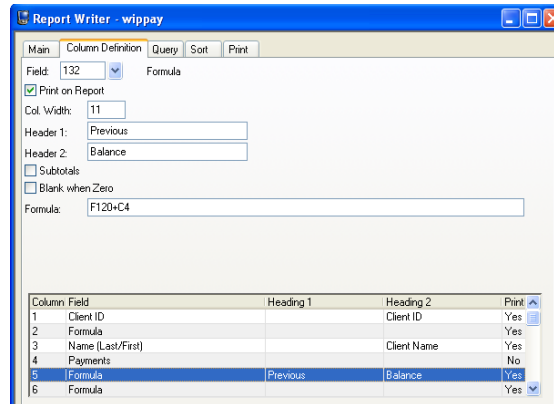 Report Writer - wippay
Main Column Definition Query Sort Print
Field: 132 Formula
Print on Report
Col. Width: 11
Header 1: Previous
Header 2: Balance
Subtotals
Blank when Zero
Formula: F120+C4
Column Field Heading 1 Heading 2 Print
1 Client ID Client ID Yes
2 Formula Yes
3 Name (Last/First) Client Name Yes
4 Payments No
5 Formula Previous Balance Yes
6 Formula Yes